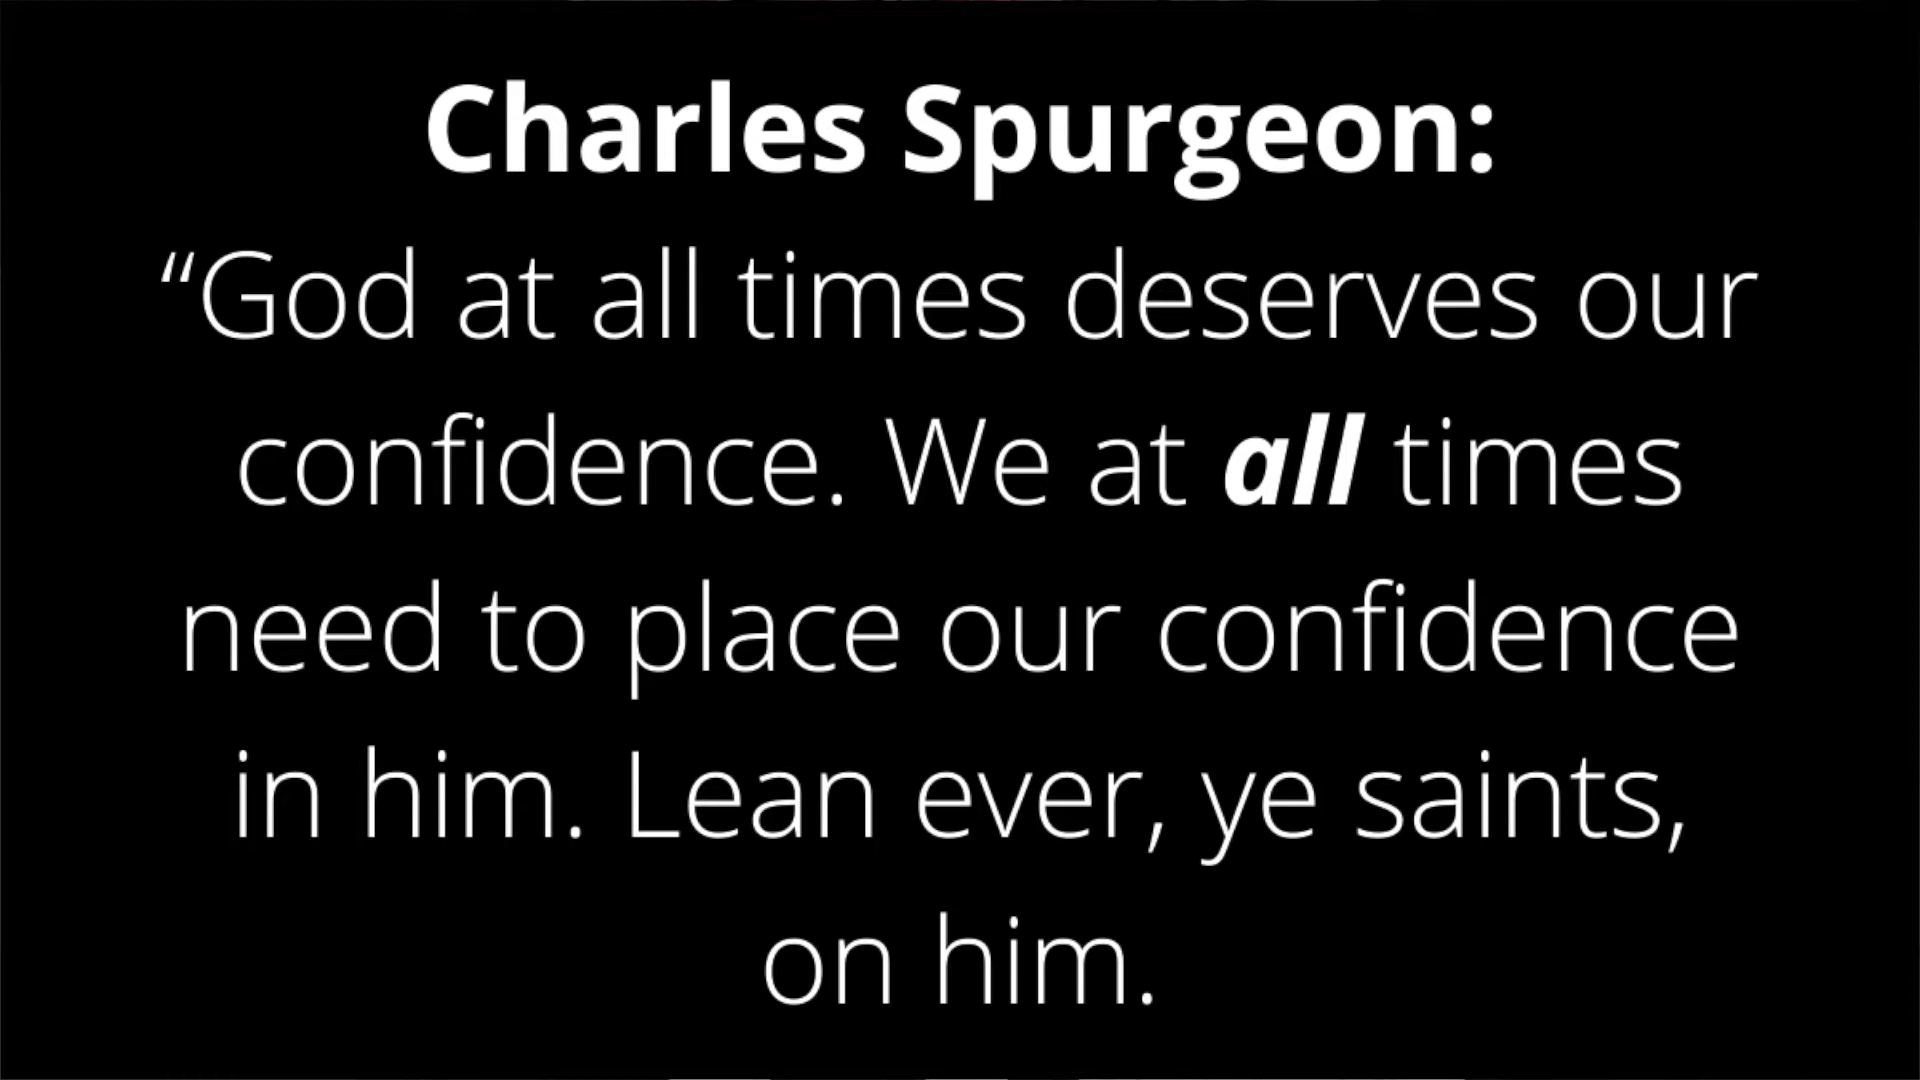 Charles Spurgeon:
“God at all times deserves our
confidence. We at all times
need to place our confidence
in him. Lean ever, ye saints,
on him.